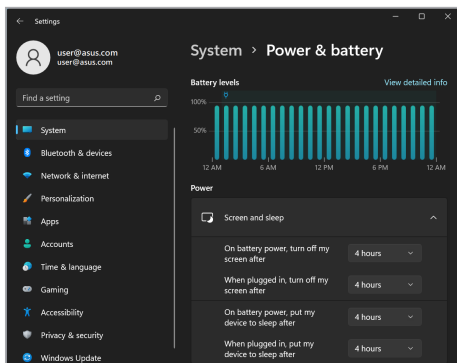 Settings
user@asus.com
user@asus.com
Find a setting
System
Bluetooth & devices
Network & internet
Personalization
Apps
Accounts
Time & language
Gaming
Accessibility
Privacy & security
Windows Update
System > Power & battery
Battery levels
View detailed info
100%
50%
12 AM 6 AM 12 PM 6 PM 12 AM
Power
Screen and sleep
On battery power, turn off my
screen after
4 hours
When plugged in, turn off my
screen after
4 hours
On battery power, put my
device to sleep after
4 hours
When plugged in, put my
device to sleep after
4 hours